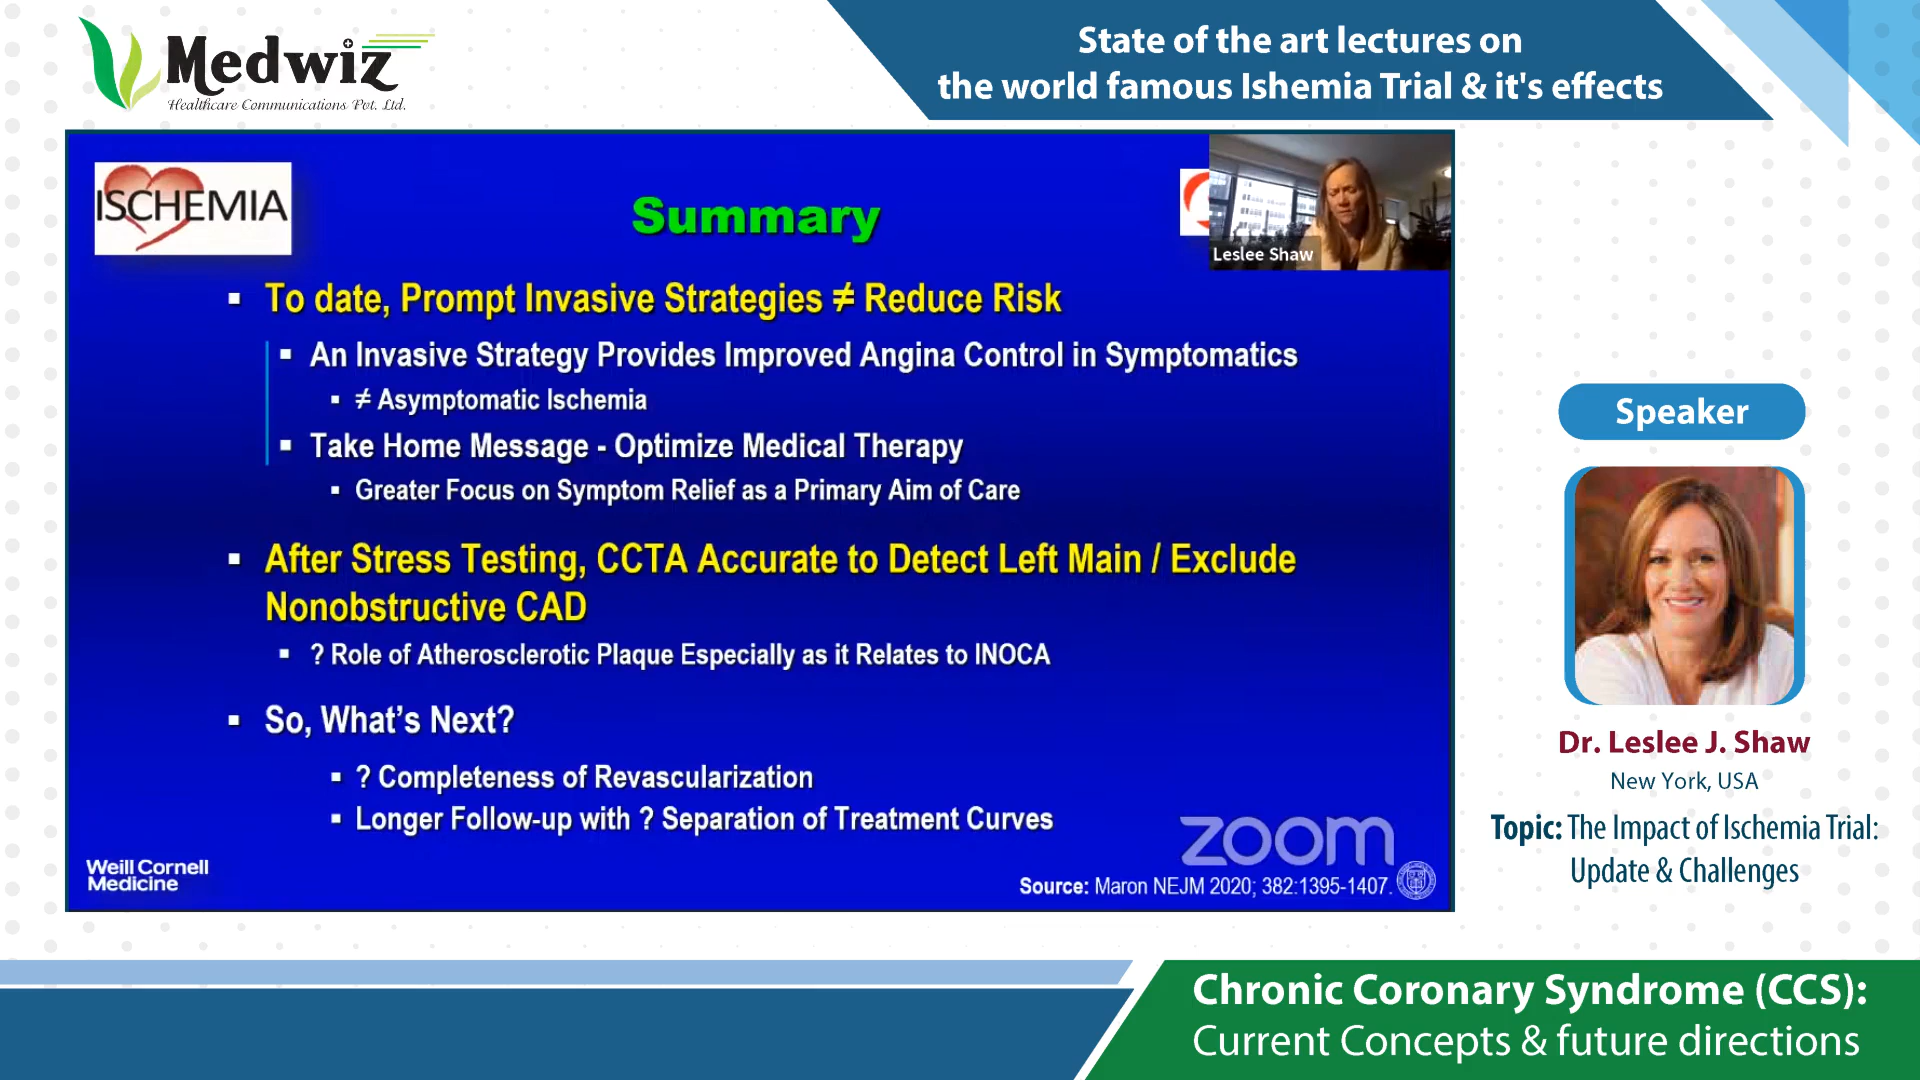 Medwiz
Healthcare Communications Pvt. Ltd.
State of the art lectures on
the world famous Ishemia Trial & it's effects
ISCHEMIA
Summary
Leslee Shaw
▪ To date, Prompt Invasive Strategies ≠ Reduce Risk
▪ An Invasive Strategy Provides Improved Angina Control in Symptomatics
▪ ≠ Asymptomatic Ischemia
▪ Take Home Message - Optimize Medical Therapy
▪ Greater Focus on Symptom Relief as a Primary Aim of Care
▪ After Stress Testing, CCTA Accurate to Detect Left Main / Exclude
Nonobstructive CAD
▪ ? Role of Atherosclerotic Plaque Especially as it Relates to INOCA
▪ So, What's Next?
▪ ? Completeness of Revascularization
▪ Longer Follow-up with ? Separation of Treatment Curves
zoom
Weill Cornell
Medicine
Source: Maron NEJM 2020; 382:1395-1407.
Speaker
Dr. Leslee J. Shaw
New York, USA
Topic: The Impact of Ischemia Trial:
Update & Challenges
Chronic Coronary Syndrome (CCS):
Current Concepts & future directions